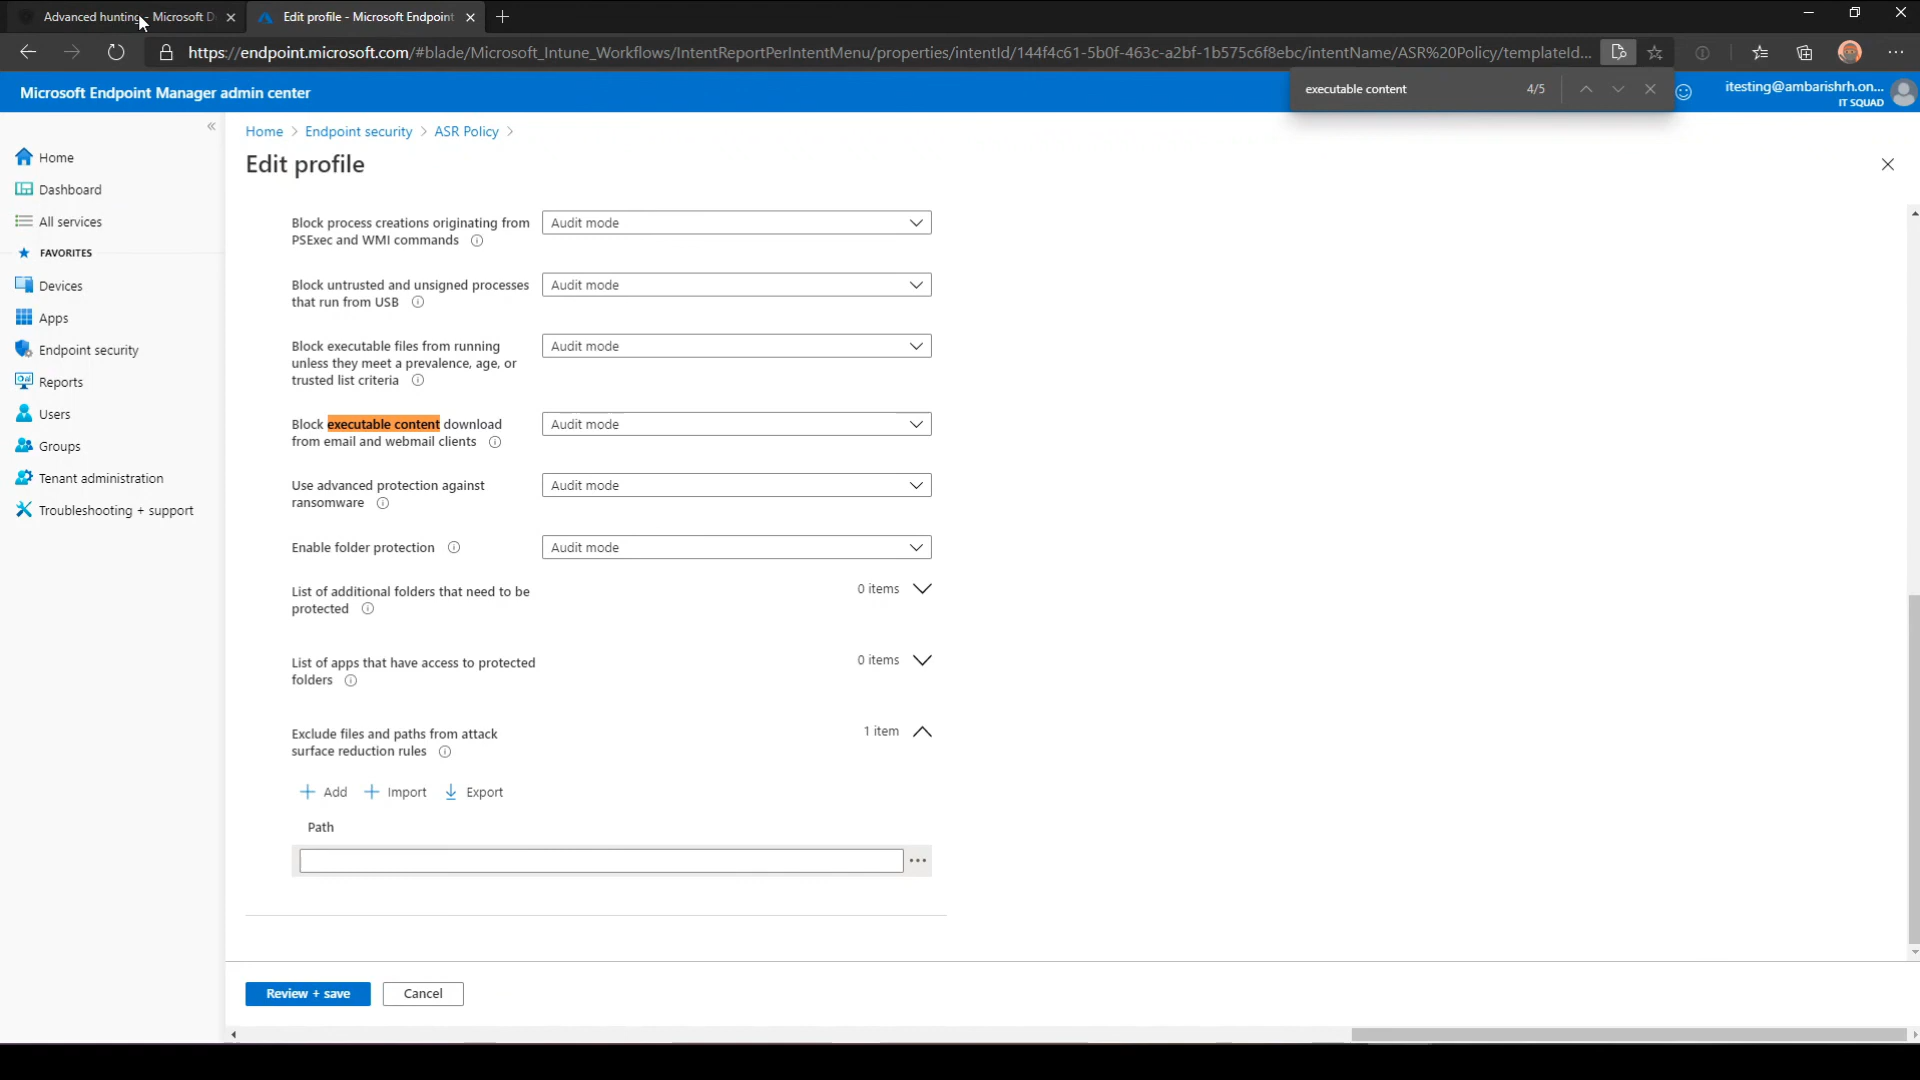 Advanced hunting - Microsoft D
Edit profile - Microsoft Endpoint
https://endpoint.microsoft.com/#blade/Microsoft_Intune_Workflows/IntentReportPerIntentMenu/properties/intentId/144f4c61-5b0f-463c-a2bf-1b575c6f8ebc/intentName/ASR%20Policy/templateId...
Microsoft Endpoint Manager admin center
executable content
4/5
itesting@ambarishrh.on...
IT SQUAD
Home
Dashboard
All services
FAVORITES
Devices
Apps
Endpoint security
Reports
Users
Groups
Tenant administration
Troubleshooting + support
Home > Endpoint security > ASR Policy >
Edit profile
Block process creations originating from
PSExec and WMI commands
Audit mode
Block untrusted and unsigned processes
that run from USB
Audit mode
Block executable files from running
unless they meet a prevalence, age, or
trusted list criteria
Audit mode
Block executable content download
from email and webmail clients
Audit mode
Use advanced protection against
ransomware
Audit mode
Enable folder protection
Audit mode
List of additional folders that need to be
protected
0 items
List of apps that have access to protected
folders
0 items
Exclude files and paths from attack
surface reduction rules
1 item
Add
Import
Export
Path
Review + save
Cancel